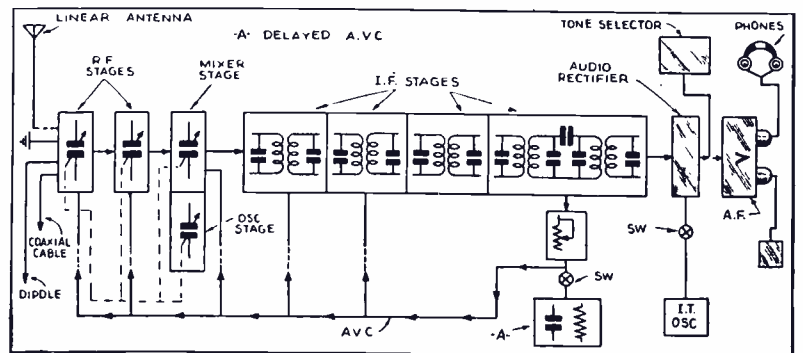 LINEAR ANTENNA
-A- DELAYED A.V.C
TONE SELECTOR
PHONES
R F
STAGES
MIXER
STAGE
I.F. STAGES
AUDIO
RECTIFIER
OSC
STAGE
COAXIAL
CABLE
DIPOLE
SW
A.F.
SW
AVC
-A-
I.T.
OSC